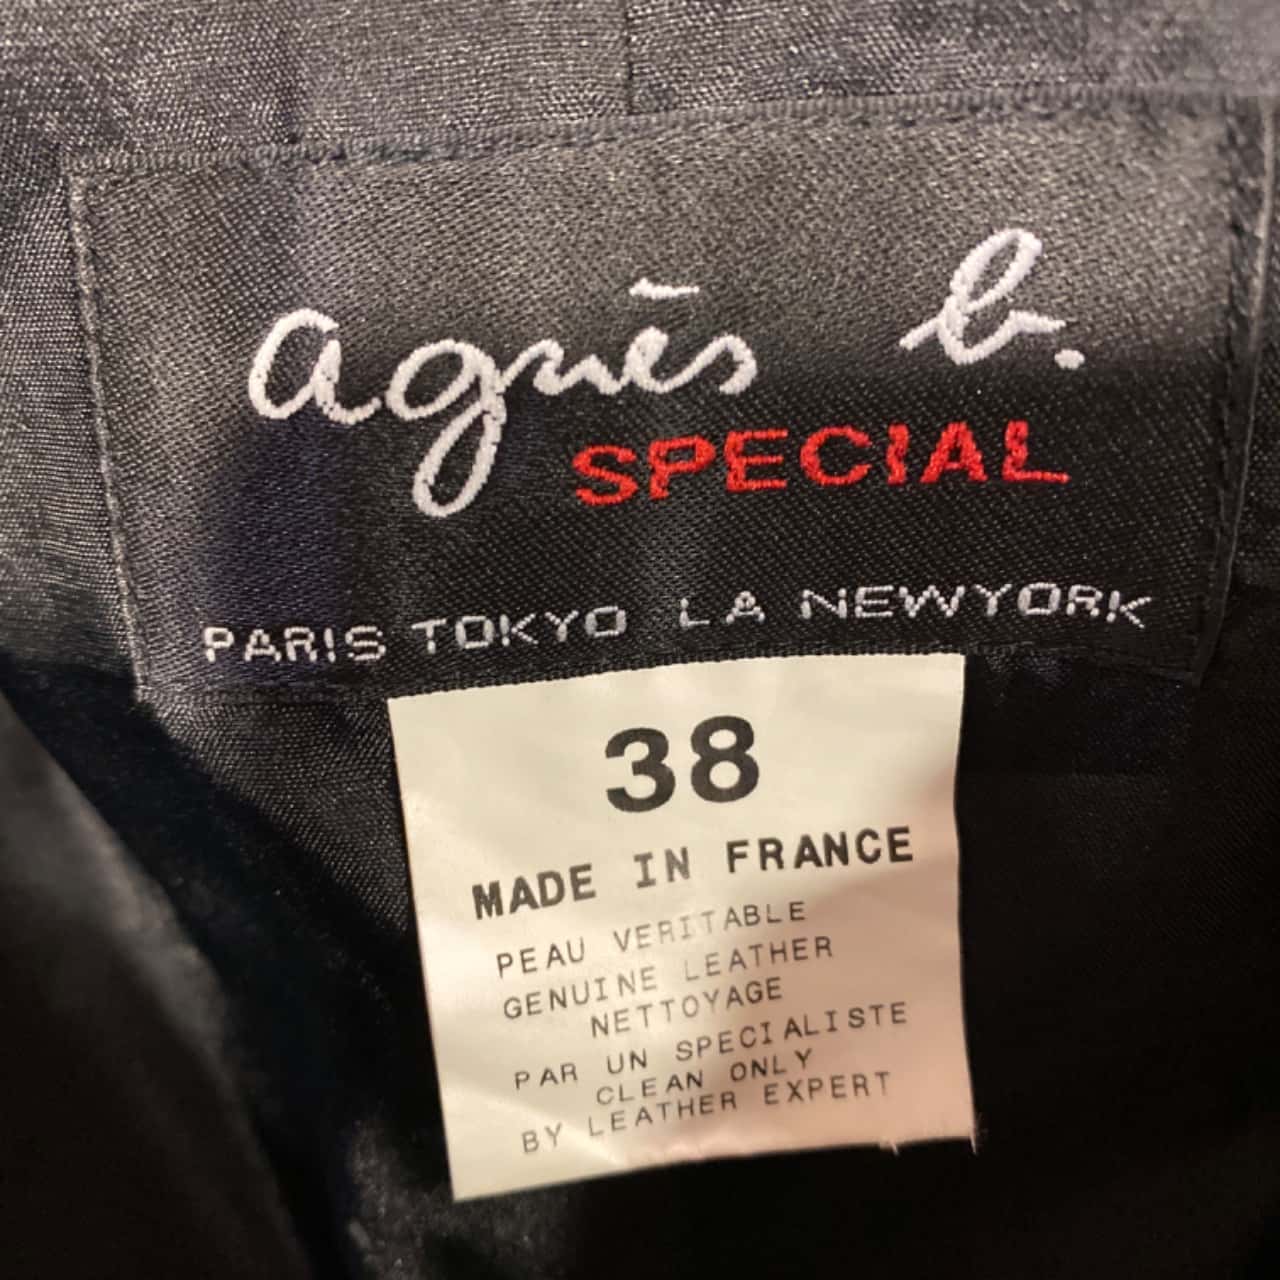 agnès b.
SPECIAL
PARIS TOKYO LA NEWYORK
38
MADE IN FRANCE
PEAU VERITABLE
GENUINE LEATHER
NETTOYAGE
PAR UN SPECIALISTE
CLEAN ONLY
BY LEATHER EXPERT